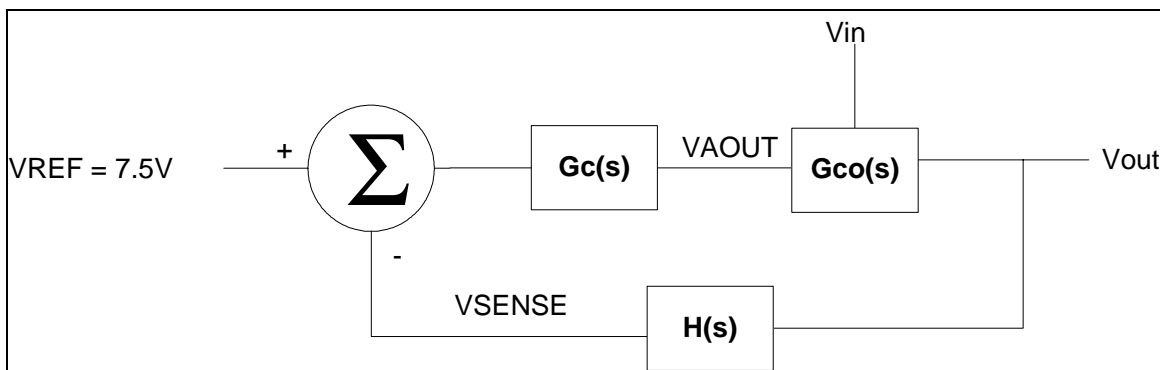 Vin
+
VREF = 7.5V
Σ
Gc(s)
VAOUT
Gco(s)
Vout
-
VSENSE
H(s)